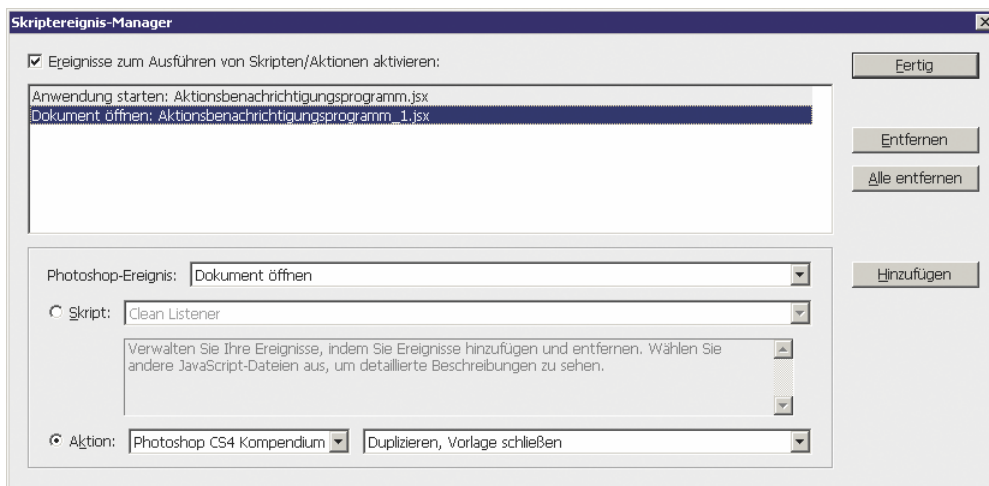 Skriptereignis-Manager
Ereignisse zum Ausführen von Skripten/Aktionen aktivieren:
Fertig
Anwendung starten: Aktionsbenachrichtigungsprogramm.jsx
Dokument öffnen: Aktionsbenachrichtigungsprogramm_1.jsx
Entfernen
Alle entfernen
Photoshop-Ereignis: Dokument öffnen
Hinzufügen
Skript: Clean Listener
Verwalten Sie Ihre Ereignisse, indem Sie Ereignisse hinzufügen und entfernen. Wählen Sie
andere JavaScript-Dateien aus, um detaillierte Beschreibungen zu sehen.
Aktion: Photoshop CS4 Kompendium Duplizieren, Vorlage schließen